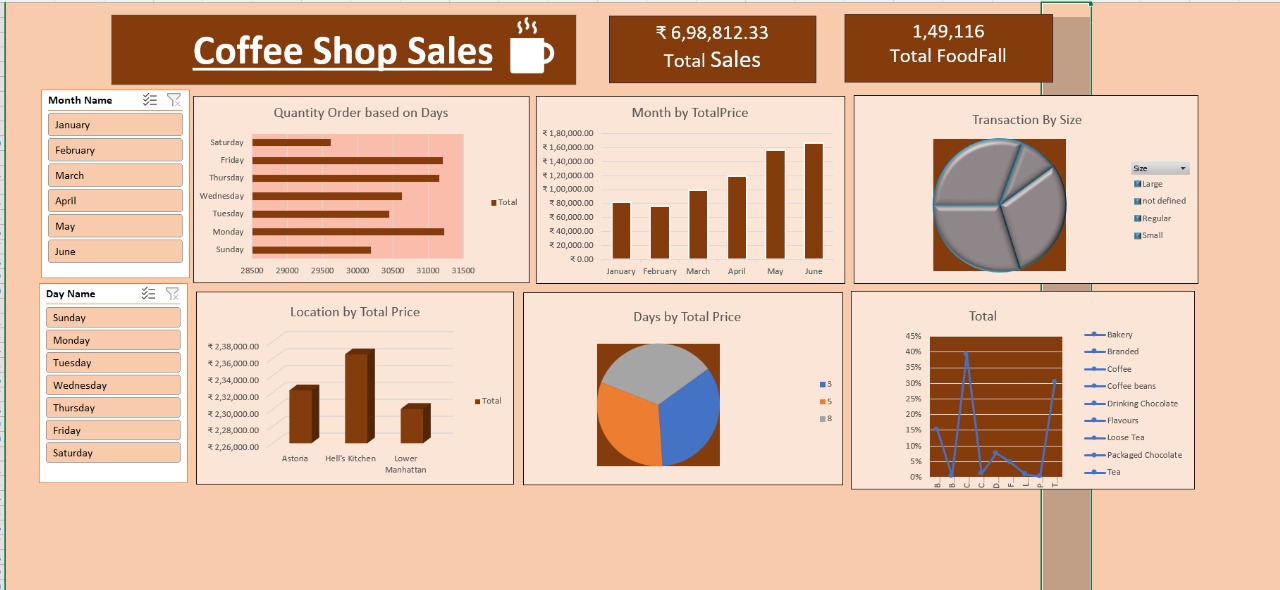 Coffee Shop Sales
₹ 6,98,812.33
Total Sales
1,49,116
Total FoodFall
Month Name
January
February
March
April
May
June
Quantity Order based on Days
Saturday
Friday
Thursday
Wednesday
Tuesday
Monday
Sunday
28500 29000 29500 30000 30500 31000 31500
Total
Month by TotalPrice
₹ 1,80,000.00
₹ 1,60,000.00
₹ 1,40,000.00
₹ 1,20,000.00
₹ 1,00,000.00
₹ 80,000.00
₹ 60,000.00
₹ 40,000.00
₹ 20,000.00
₹ 0.00
January February March April May June
Transaction By Size
Size
Large
not defined
Regular
Small
Day Name
Sunday
Monday
Tuesday
Wednesday
Thursday
Friday
Saturday
Location by Total Price
₹ 2,38,000.00
₹ 2,36,000.00
₹ 2,34,000.00
₹ 2,32,000.00
₹ 2,30,000.00
₹ 2,28,000.00
₹ 2,26,000.00
Astoria Hell's Kitchen Lower
Manhattan
Total
Days by Total Price
3
5
8
Total
45%
40%
35%
30%
25%
20%
15%
10%
5%
0%
B... B... C... C... D... F... L... P... T...
Bakery
Branded
Coffee
Coffee beans
Drinking Chocolate
Flavours
Loose Tea
Packaged Chocolate
Tea